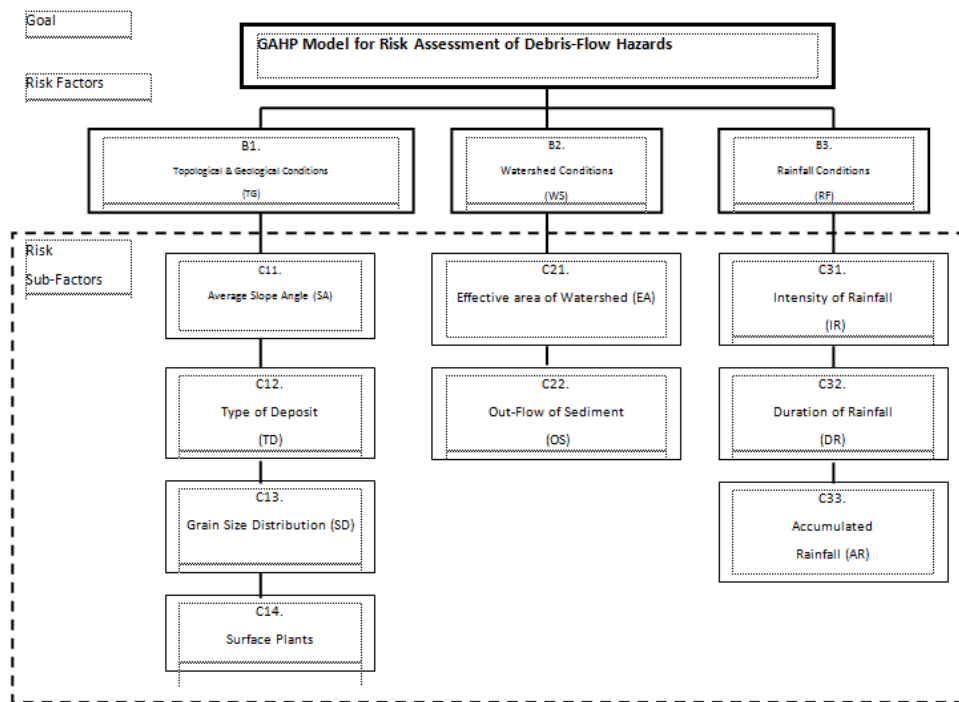 Goal
GAHP Model for Risk Assessment of Debris-Flow Hazards
Risk Factors
B1.
Topological & Geological Conditions
(TG)
B2.
Watershed Conditions
(WS)
B3.
Rainfall Conditions
(RF)
Risk
Sub-Factors
C11.
Average Slope Angle (SA)
C12.
Type of Deposit
(TD)
C13.
Grain Size Distribution (SD)
C14.
Surface Plants
C21.
Effective area of Watershed (EA)
C22.
Out-Flow of Sediment
(OS)
C31.
Intensity of Rainfall
(IR)
C32.
Duration of Rainfall
(DR)
C33.
Accumulated
Rainfall (AR)